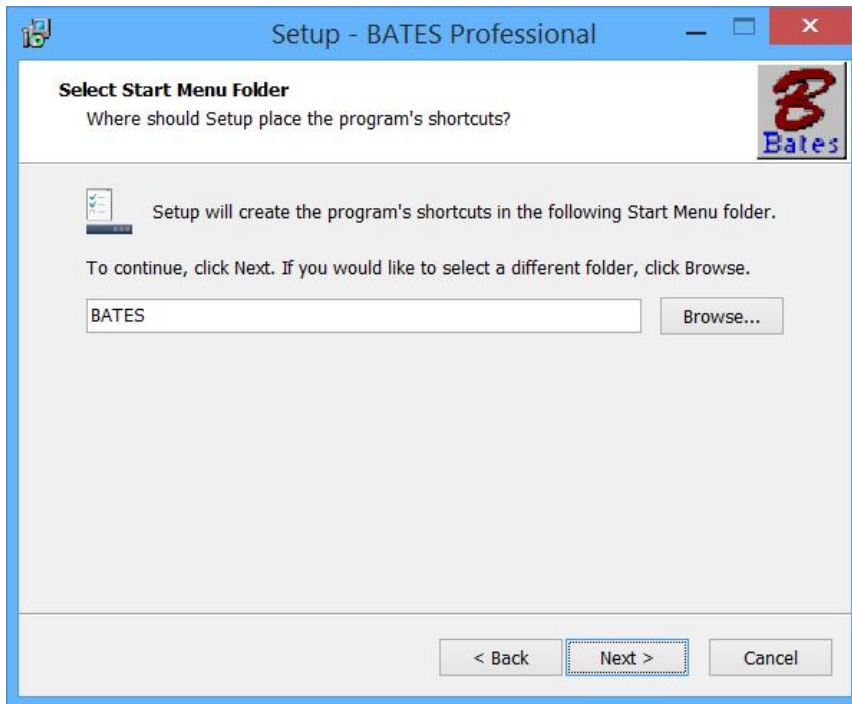 Setup - BATES Professional
Select Start Menu Folder
Where should Setup place the program's shortcuts?
B
Bates
Setup will create the program's shortcuts in the following Start Menu folder.
To continue, click Next. If you would like to select a different folder, click Browse.
BATES
Browse...
< Back
Next >
Cancel